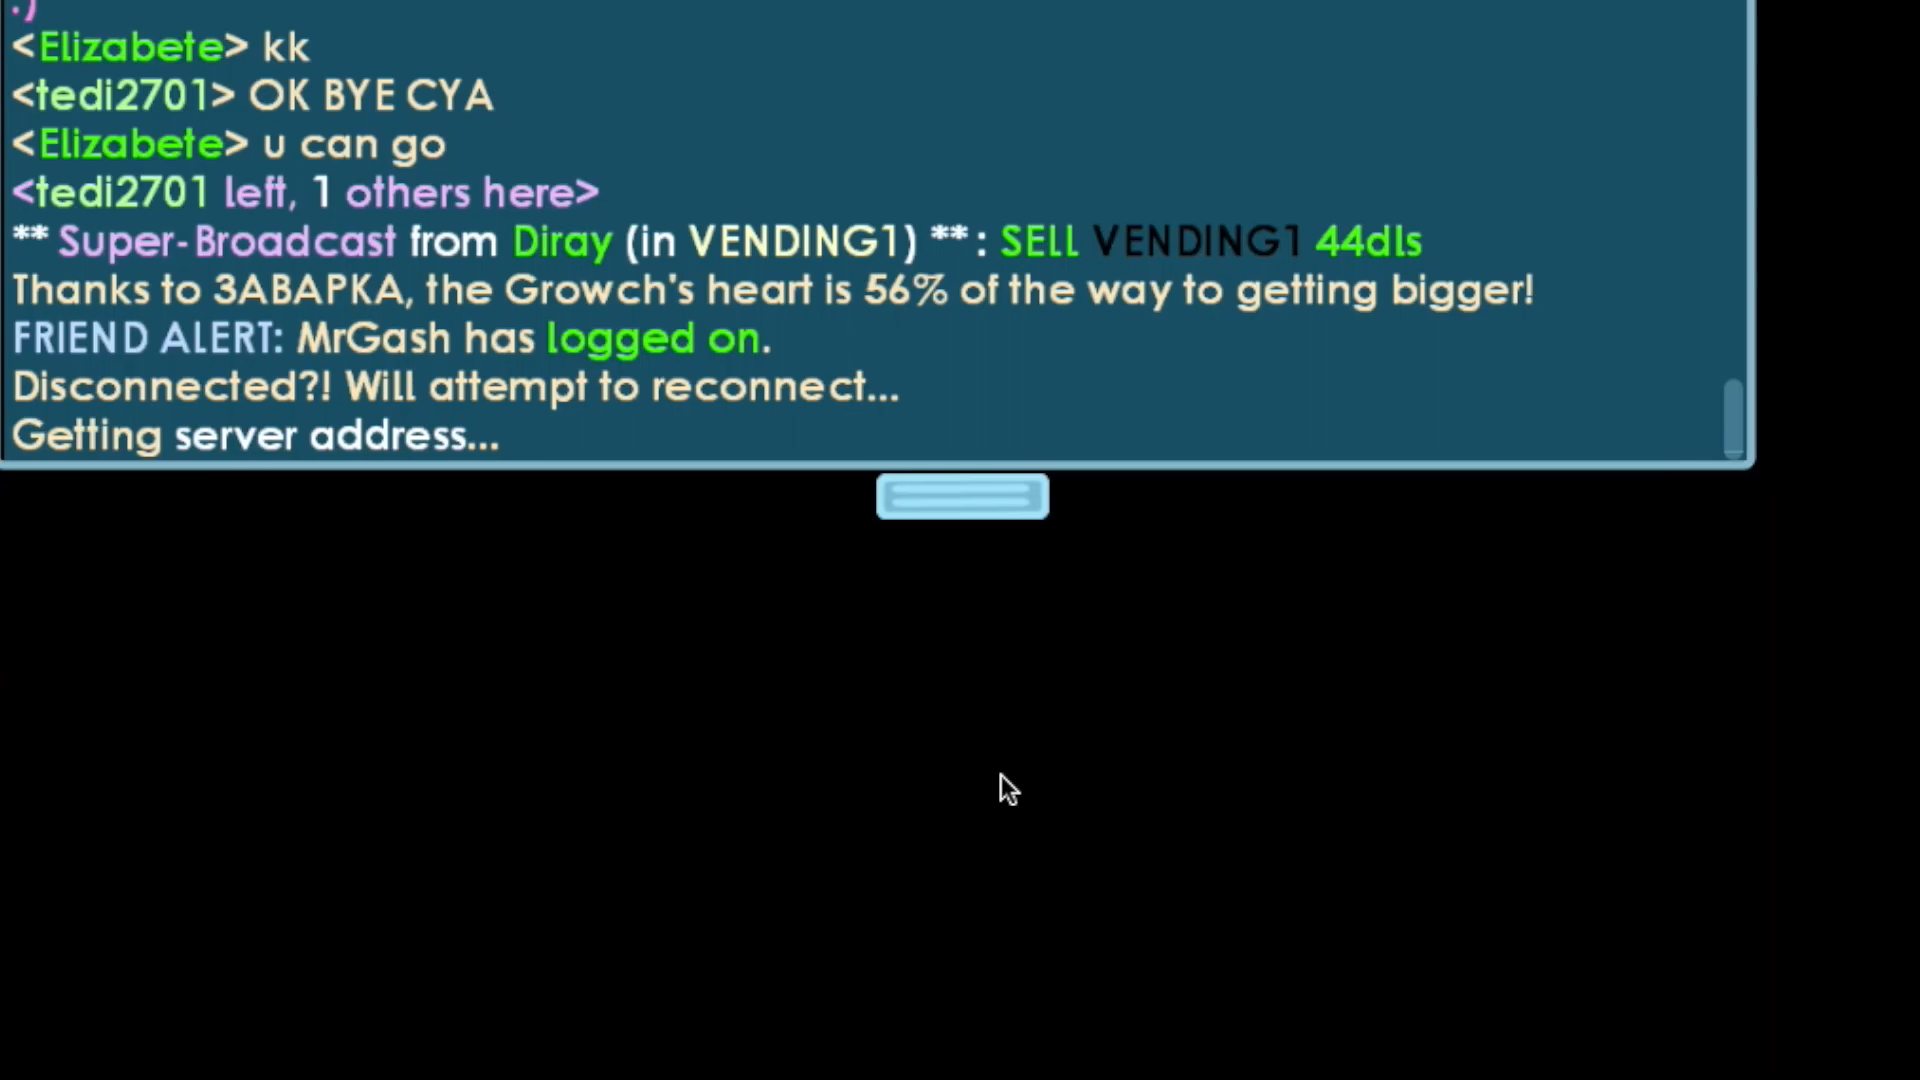 :)
<Elizabete> kk
<tedi2701> OK BYE CYA
<Elizabete> u can go
<tedi2701 left, 1 others here>
** Super-Broadcast from Diray (in VENDING1) ** : SELL VENDING1 44dls
Thanks to 3ABAPKA, the Growch's heart is 56% of the way to getting bigger!
FRIEND ALERT: MrGash has logged on.
Disconnected?! Will attempt to reconnect...
Getting server address...